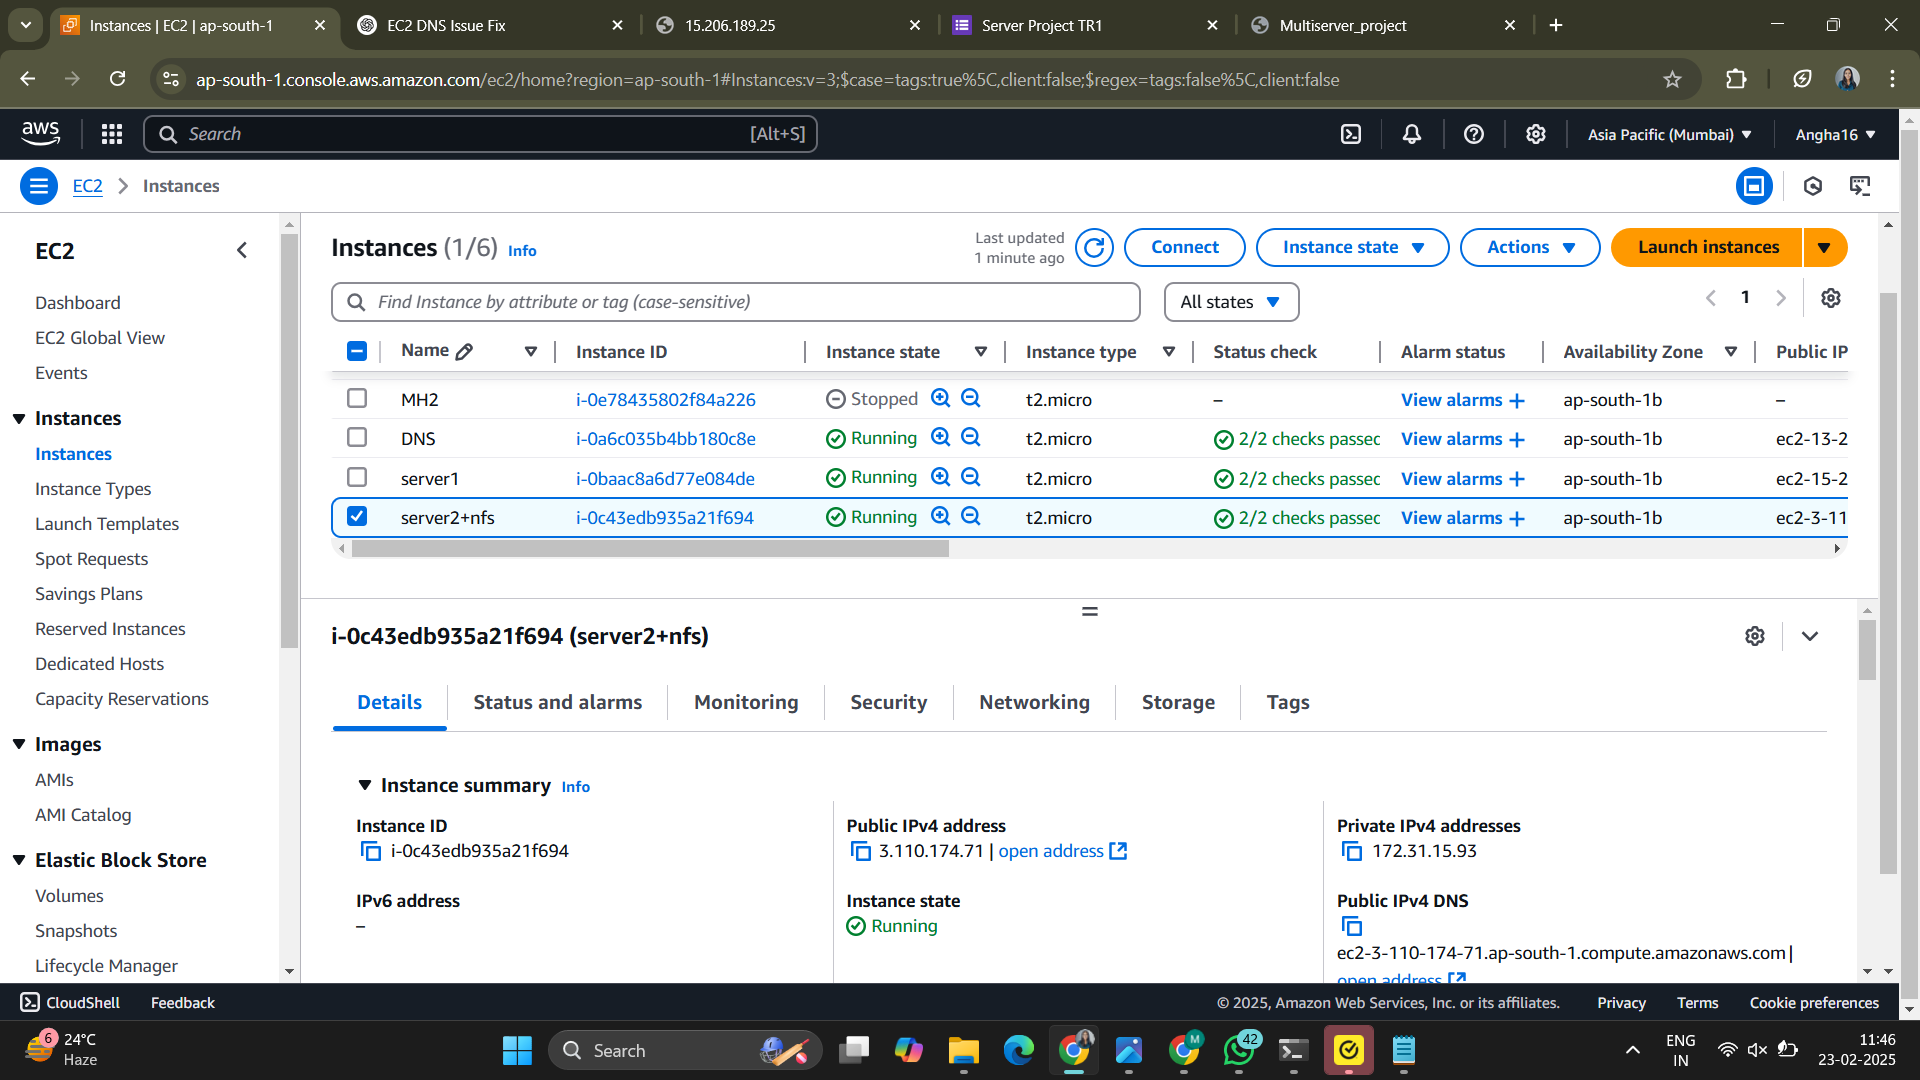 Instances | EC2 | ap-south-1
EC2 DNS Issue Fix
15.206.189.25
Server Project TR1
Multiserver_project
ap-south-1.console.aws.amazon.com/ec2/home?region=ap-south-1#Instances:v=3;$case=tags:true%5C,client:false;$regex=tags:false%5C,client:false
aws
Search [Alt+S]
Asia Pacific (Mumbai)
Angha16
EC2 > Instances
EC2
Dashboard
EC2 Global View
Events
Instances
Instances
Instance Types
Launch Templates
Spot Requests
Savings Plans
Reserved Instances
Dedicated Hosts
Capacity Reservations
Images
AMIs
AMI Catalog
Elastic Block Store
Volumes
Snapshots
Lifecycle Manager
Instances (1/6) Info
Last updated
1 minute ago
Connect
Instance state
Actions
Launch instances
Find Instance by attribute or tag (case-sensitive)
All states
1
Name Instance ID Instance state Instance type Status check Alarm status Availability Zone Public IP
MH2 i-0e78435802f84a226 Stopped t2.micro – View alarms + ap-south-1b –
DNS i-0a6c035b4bb180c8e Running t2.micro 2/2 checks passed View alarms + ap-south-1b ec2-13-2
server1 i-0baac8a6d77e084de Running t2.micro 2/2 checks passed View alarms + ap-south-1b ec2-15-2
server2+nfs i-0c43edb935a21f694 Running t2.micro 2/2 checks passed View alarms + ap-south-1b ec2-3-11
i-0c43edb935a21f694 (server2+nfs)
Details
Status and alarms
Monitoring
Security
Networking
Storage
Tags
Instance summary Info
Instance ID
i-0c43edb935a21f694
IPv6 address
–
Public IPv4 address
3.110.174.71 | open address
Instance state
Running
Private IPv4 addresses
172.31.15.93
Public IPv4 DNS
ec2-3-110-174-71.ap-south-1.compute.amazonaws.com |
open address
CloudShell
Feedback
© 2025, Amazon Web Services, Inc. or its affiliates.
Privacy
Terms
Cookie preferences
6
24°C
Haze
Search
M
42
ENG
IN
11:46
23-02-2025